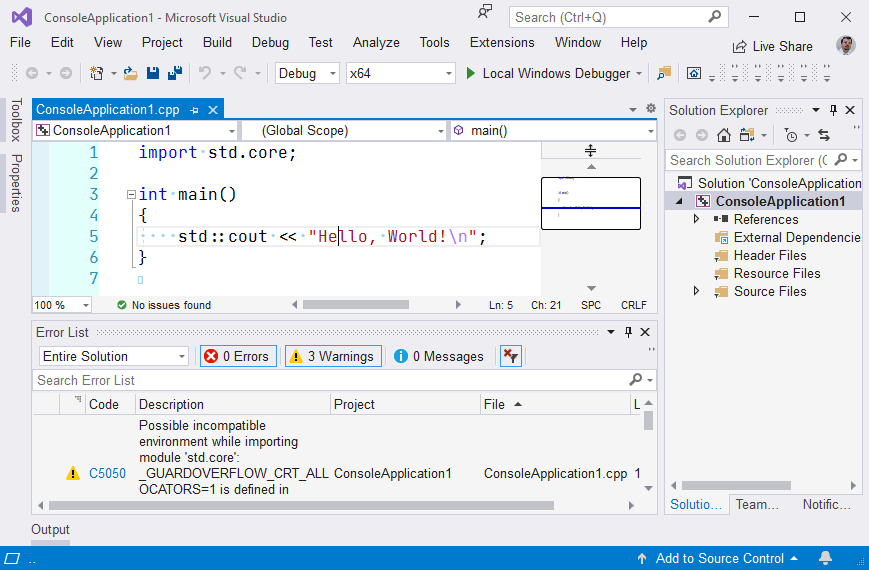 ConsoleApplication1 - Microsoft Visual Studio
Search (Ctrl+Q)
File Edit View Project Build Debug Test Analyze Tools Extensions Window Help
Live Share
Debug x64 Local Windows Debugger
Toolbox
Properties
ConsoleApplication1.cpp
ConsoleApplication1 (Global Scope) main()
1 import std.core;
2
3 int main()
4 {
5 std::cout << "Hello, World!\n";
6 }
7
100 % No issues found Ln: 5 Ch: 21 SPC CRLF
Error List
Entire Solution 0 Errors 3 Warnings 0 Messages
Search Error List
Code Description Project File L
Possible incompatible
environment while importing
module 'std.core':
C5050 _GUARDOVERFLOW_CRT_ALL ConsoleApplication1 ConsoleApplication1.cpp 1
OCATORS=1 is defined in
Output
Solution Explorer
Search Solution Explorer (C
Solution 'ConsoleApplication
ConsoleApplication1
References
External Dependencie
Header Files
Resource Files
Source Files
Solutio... Team... Notific...
.. Add to Source Control